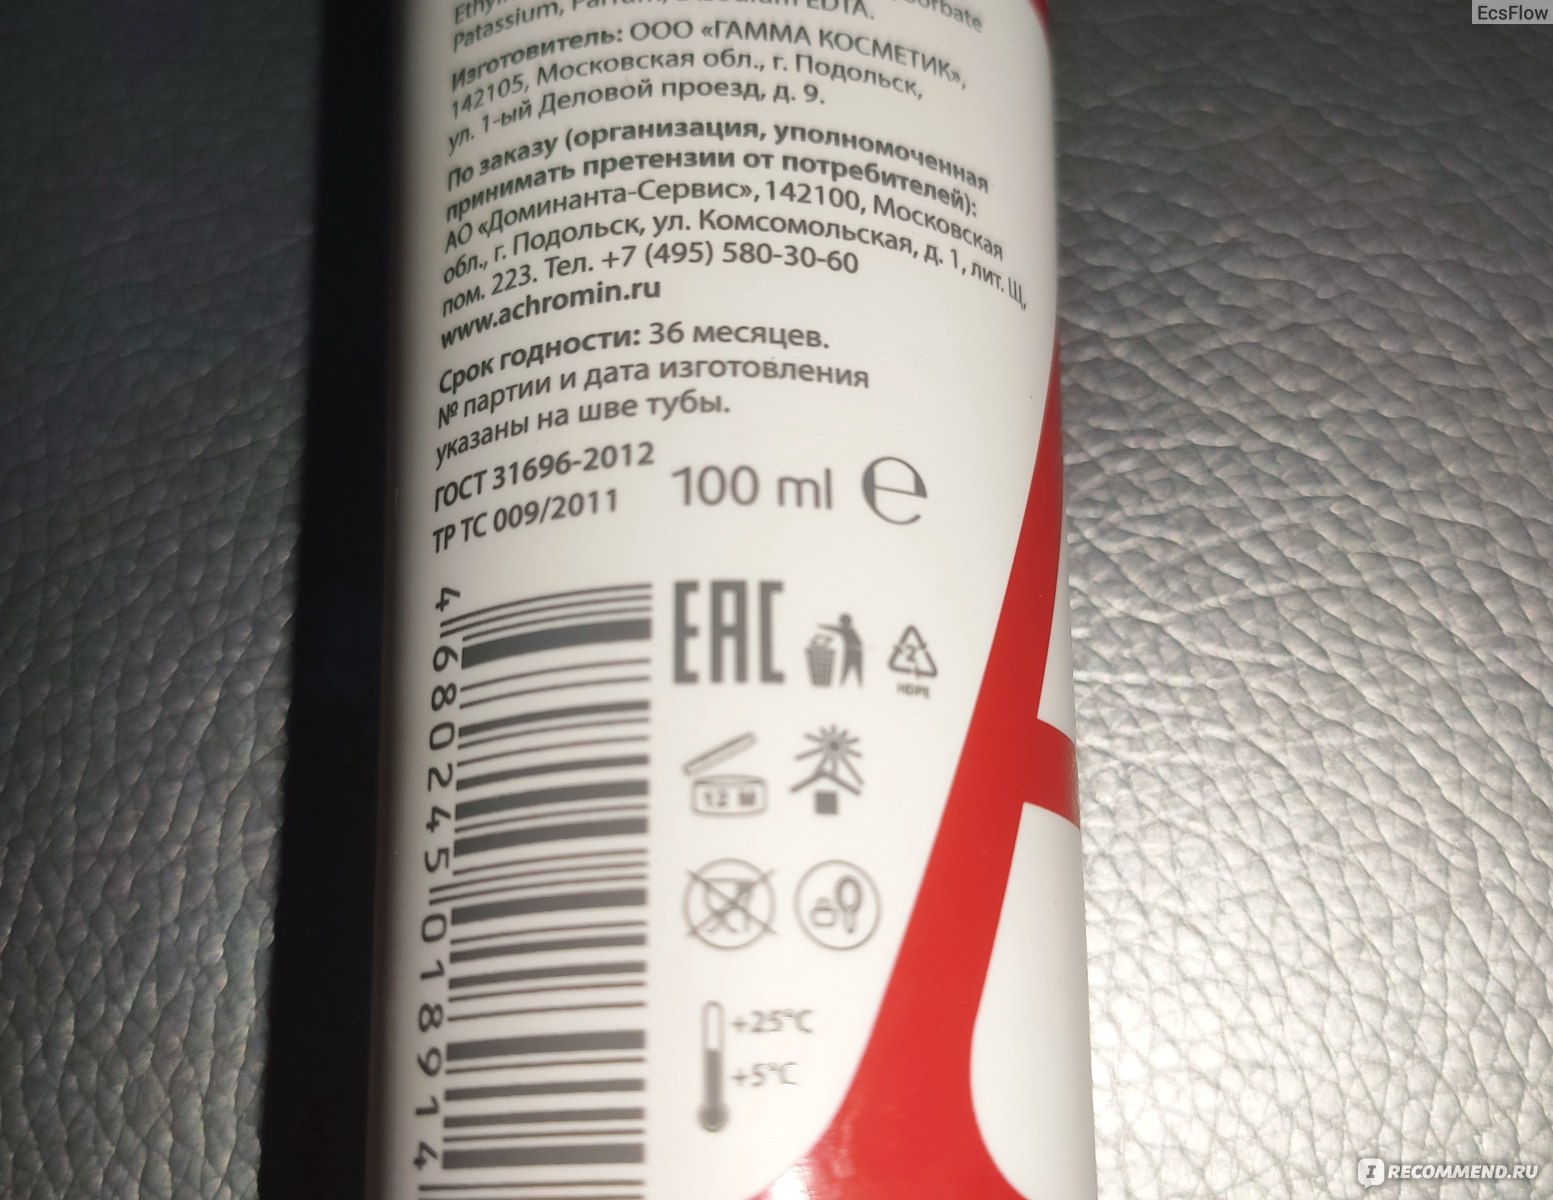 EcsFlow
Patassium, Parfum, EDTA.
Изготовитель: ООО «ГАММА КОСМЕТИК»,
142105, Московская обл., г. Подольск,
ул. 1-ый Деловой проезд, д. 9.
По заказу (организация, уполномоченная
принимать претензии от потребителей):
АО «Доминанта-Сервис», 142100, Московская
обл., г. Подольск, ул. Комсомольская, д. 1, лит. Щ,
пом. 223. Тел. +7 (495) 580-30-60
www.achromin.ru
Срок годности: 36 месяцев.
№ партии и дата изготовления
указаны на шве тубы.
ГОСТ 31696-2012
ТР ТС 009/2011
100 ml ℮
EAC
2
HDPE
12 M
+25°C
+5°C
4 680245 018914
IRECOMMEND.RU